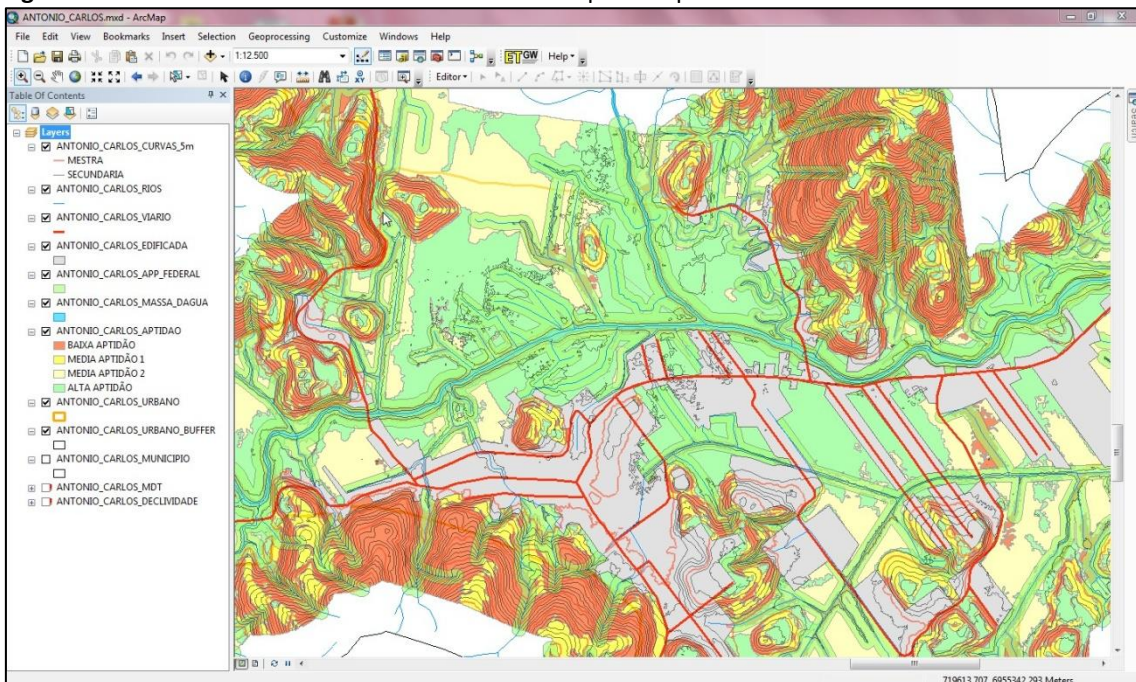 ANTONIO_CARLOS.mxd - ArcMap
File Edit View Bookmarks Insert Selection Geoprocessing Customize Windows Help
1:12.500
ET GW Help
Editor
Table Of Contents
Layers
ANTONIO_CARLOS_CURVAS_5m
MESTRA
SECUNDARIA
ANTONIO_CARLOS_RIOS
ANTONIO_CARLOS_VIARIO
ANTONIO_CARLOS_EDIFICADA
ANTONIO_CARLOS_APP_FEDERAL
ANTONIO_CARLOS_MASSA_DAGUA
ANTONIO_CARLOS_APTIDAO
BAIXA APTIDÃO
MEDIA APTIDÃO 1
MEDIA APTIDÃO 2
ALTA APTIDÃO
ANTONIO_CARLOS_URBANO
ANTONIO_CARLOS_URBANO_BUFFER
ANTONIO_CARLOS_MUNICIPIO
ANTONIO_CARLOS_MDT
ANTONIO_CARLOS_DECLIVIDADE
719613,707 6955342,293 Meters